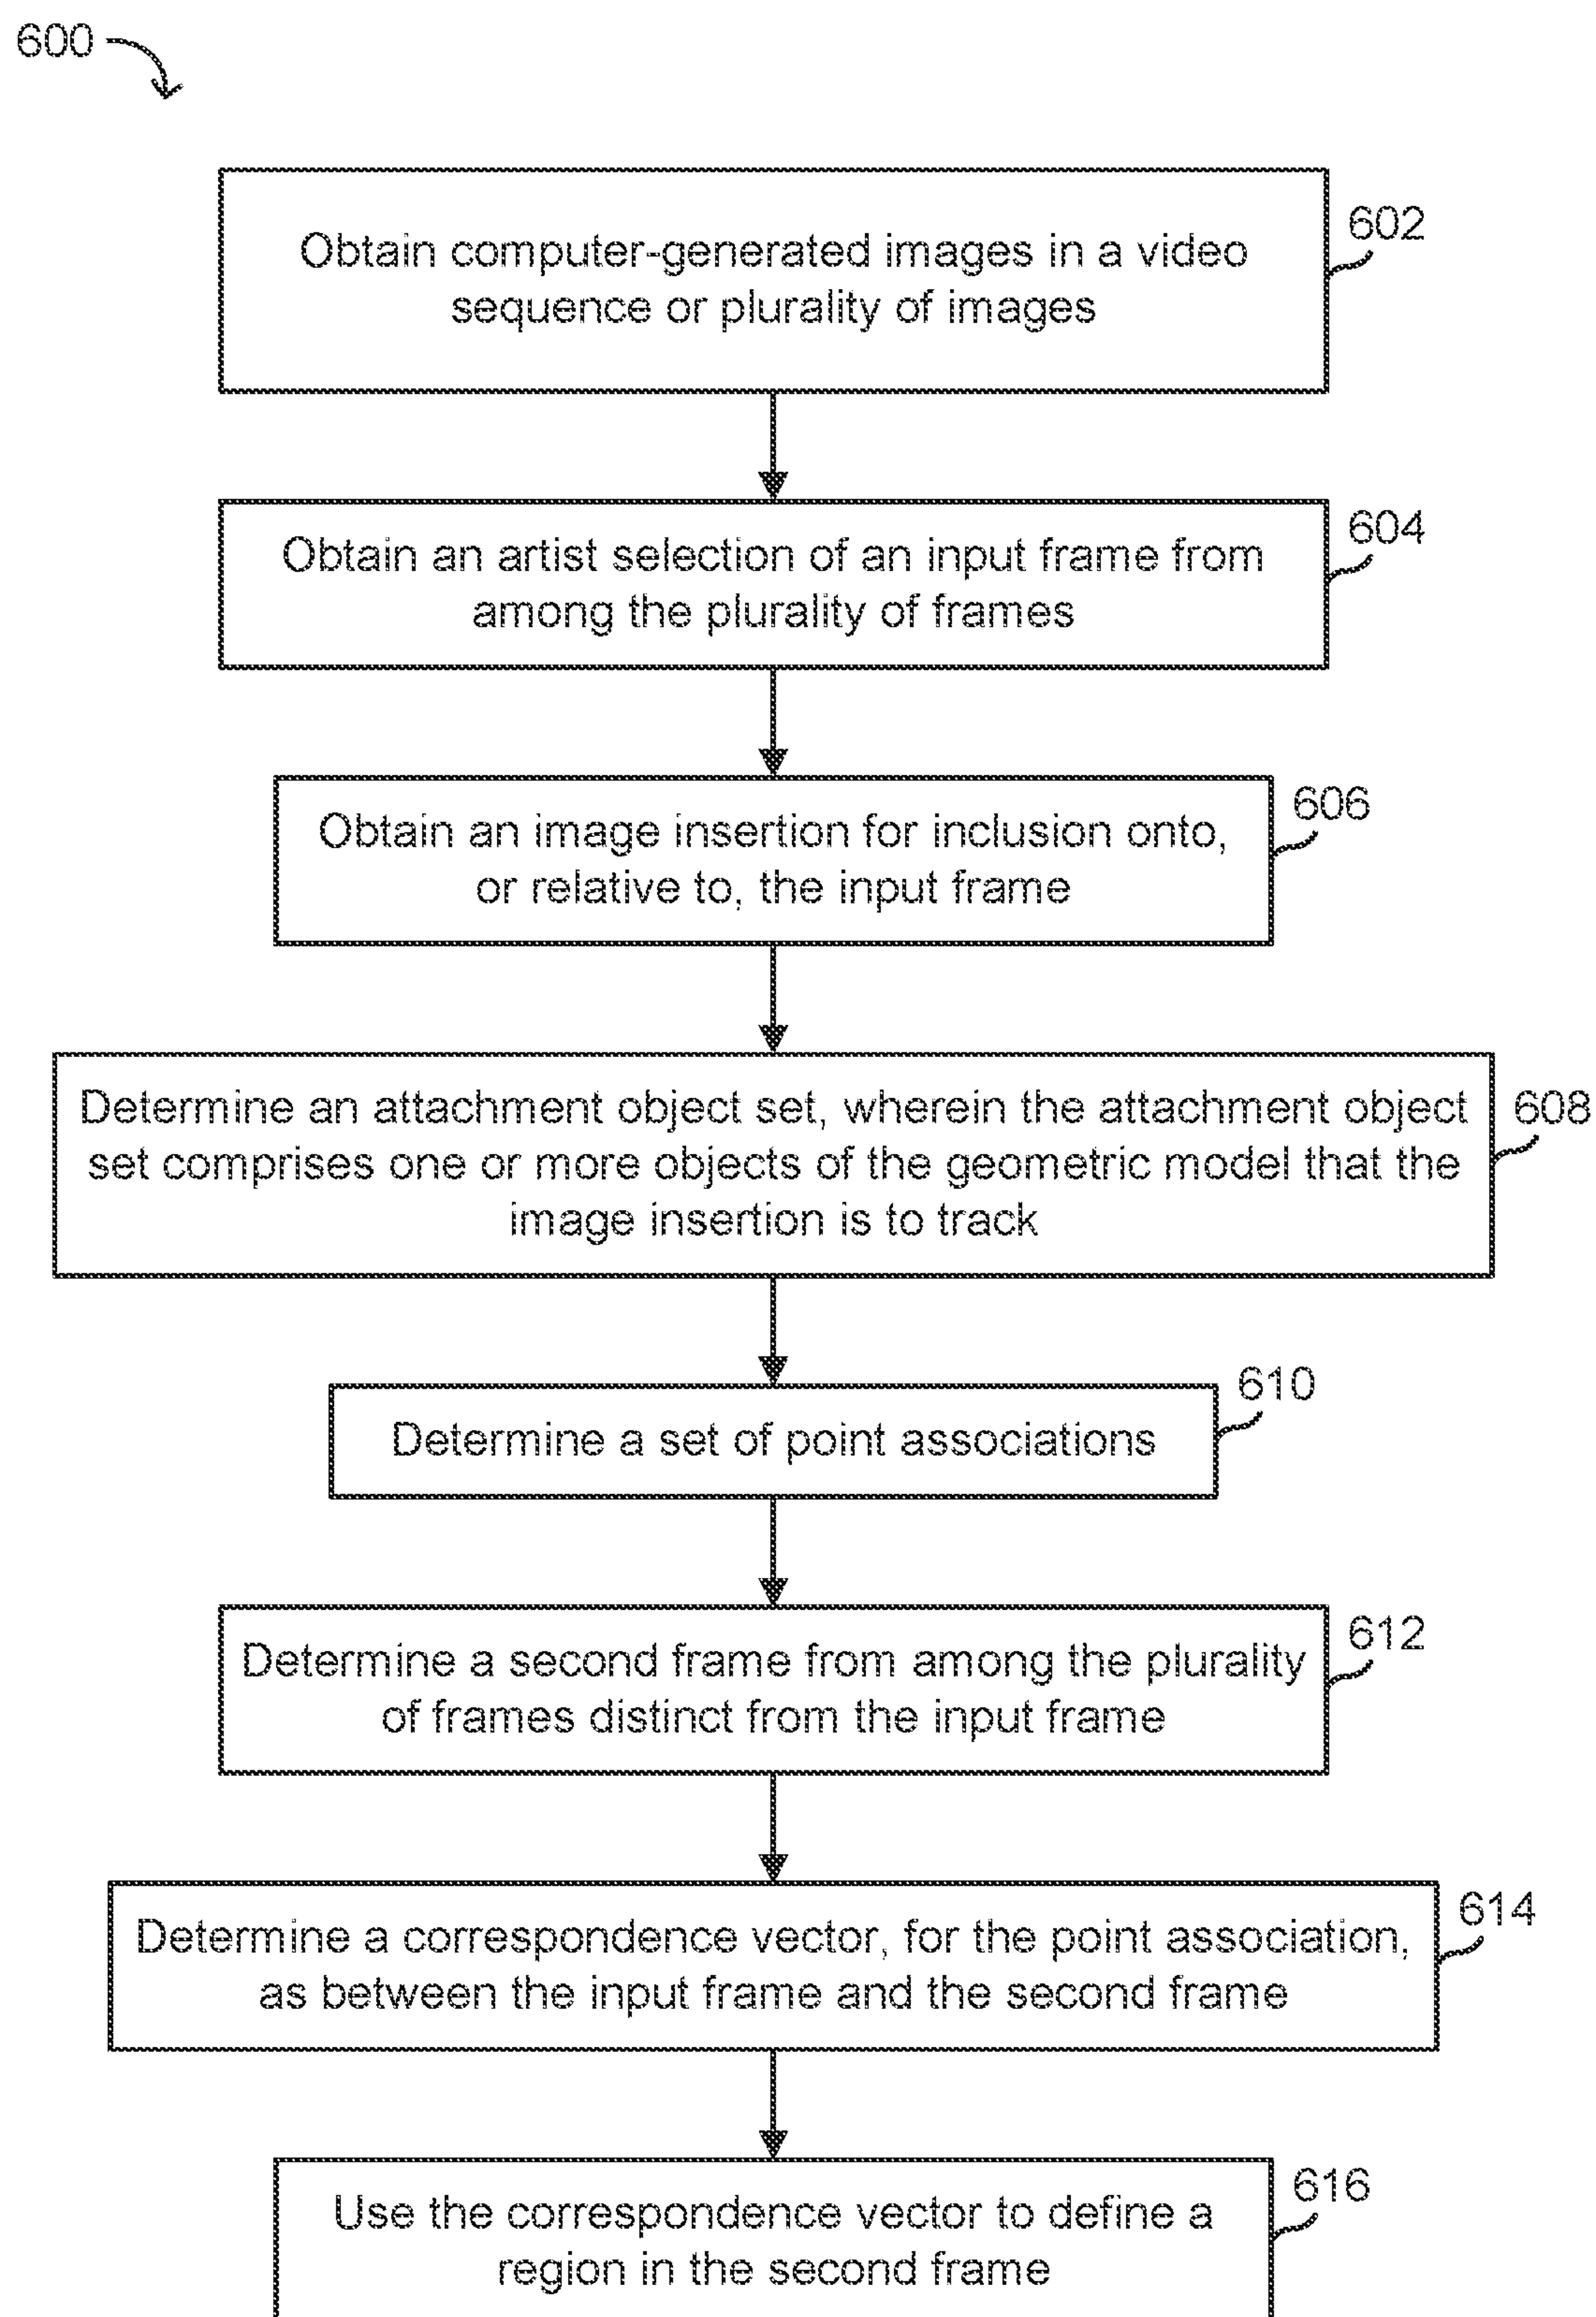 600
Obtain computer-generated images in a video
sequence or plurality of images
602
Obtain an artist selection of an input frame from
among the plurality of frames
604
Obtain an image insertion for inclusion onto,
or relative to, the input frame
606
Determine an attachment object set, wherein the attachment object
set comprises one or more objects of the geometric model that the
image insertion is to track
608
Determine a set of point associations
610
Determine a second frame from among the plurality
of frames distinct from the input frame
612
Determine a correspondence vector, for the point association,
as between the input frame and the second frame
614
Use the correspondence vector to define a
region in the second frame
616